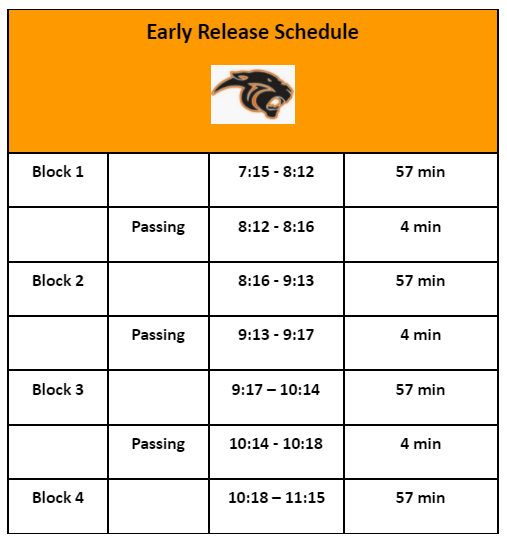 Early Release Schedule
Block 1 7:15 - 8:12 57 min
Passing 8:12 - 8:16 4 min
Block 2 8:16 - 9:13 57 min
Passing 9:13 - 9:17 4 min
Block 3 9:17 – 10:14 57 min
Passing 10:14 - 10:18 4 min
Block 4 10:18 – 11:15 57 min